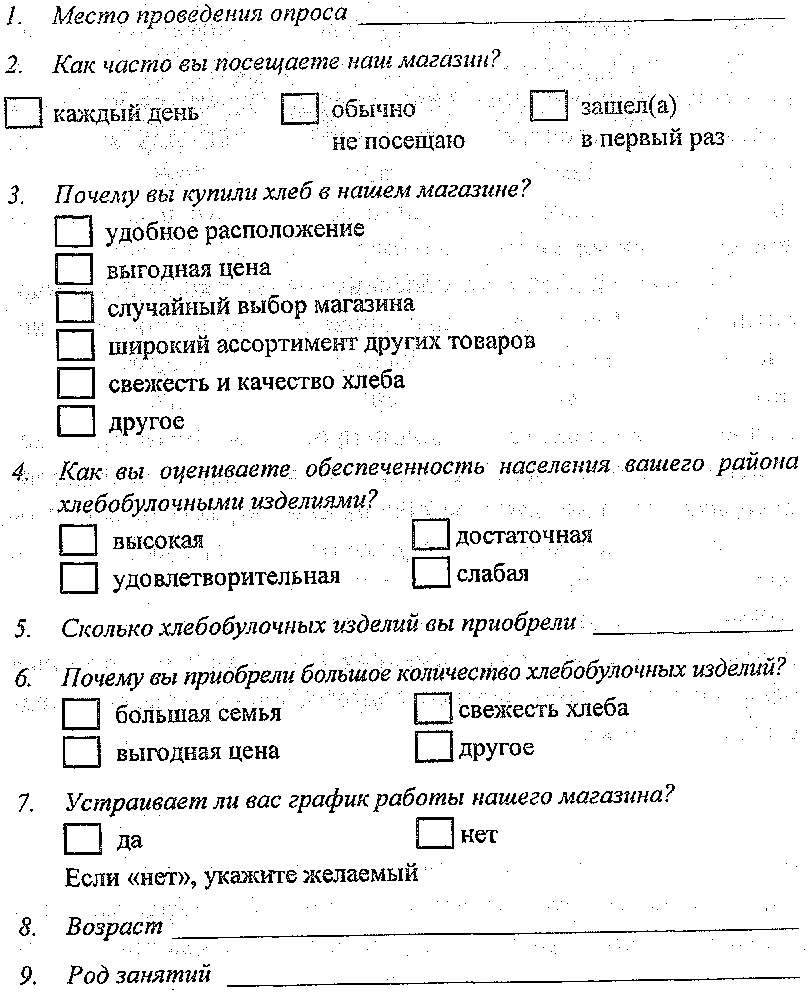 1. Место проведения опроса
2. Как часто вы посещаете наш магазин?
каждый день
обычно
не посещаю
зашел(а)
в первый раз
3. Почему вы купили хлеб в нашем магазине?
удобное расположение
выгодная цена
случайный выбор магазина
широкий ассортимент других товаров
свежесть и качество хлеба
другое
4. Как вы оцениваете обеспеченность населения вашего района
хлебобулочными изделиями?
высокая
достаточная
удовлетворительная
слабая
5. Сколько хлебобулочных изделий вы приобрели
6. Почему вы приобрели большое количество хлебобулочных изделий?
большая семья
свежесть хлеба
выгодная цена
другое
7. Устраивает ли вас график работы нашего магазина?
да
нет
Если «нет», укажите желаемый
8. Возраст
9. Род занятий